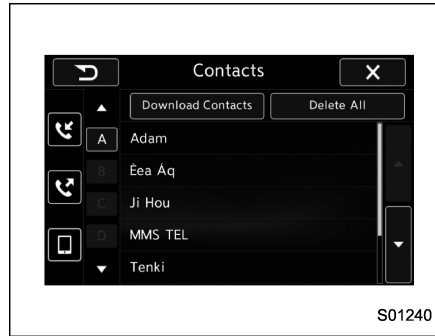 Contacts
Download Contacts Delete All
A
Adam
B
Èea Áq
C
Ji Hou
D
MMS TEL
Tenki
S01240